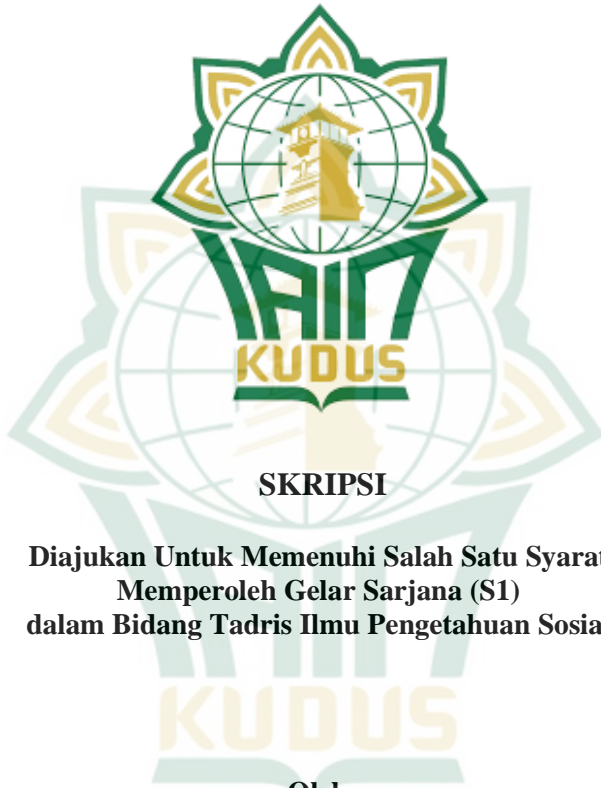 IAIN
KUDUS
SKRIPSI
Diajukan Untuk Memenuhi Salah Satu Syarat
Memperoleh Gelar Sarjana (S1)
dalam Bidang Tadris Ilmu Pengetahuan Sosia
KUDUS